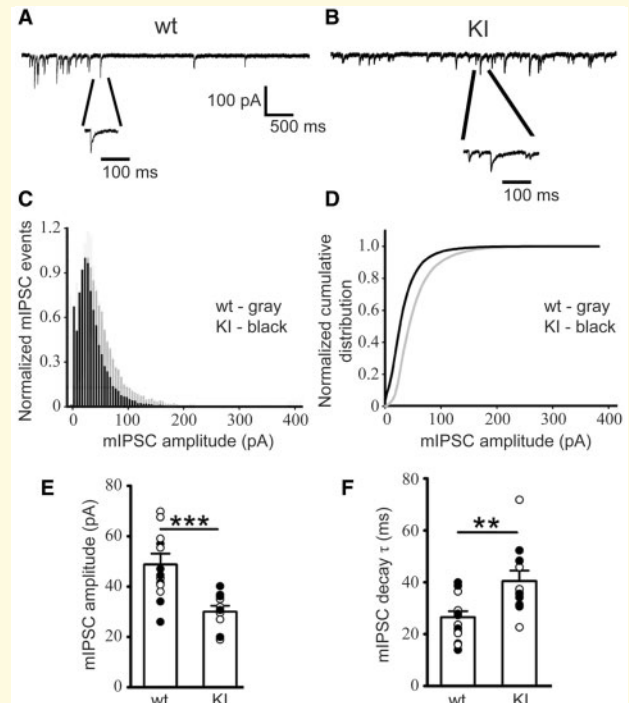 A
wt
B
KI
100 pA
500 ms
100 ms
100 ms
C
Normalized mIPSC events
1.2
0.9
0.6
0.3
0
wt - gray
KI - black
0 100 200 300 400
mIPSC amplitude (pA)
D
Normalized cumulative
distribution
1.0
0.8
0.6
0.4
0.2
0
wt - gray
KI - black
0 100 200 300 400
mIPSC amplitude (pA)
E
mIPSC amplitude (pA)
80
60
40
20
0
***
wt KI
F
mIPSC decay τ (ms)
80
60
40
20
0
**
wt KI